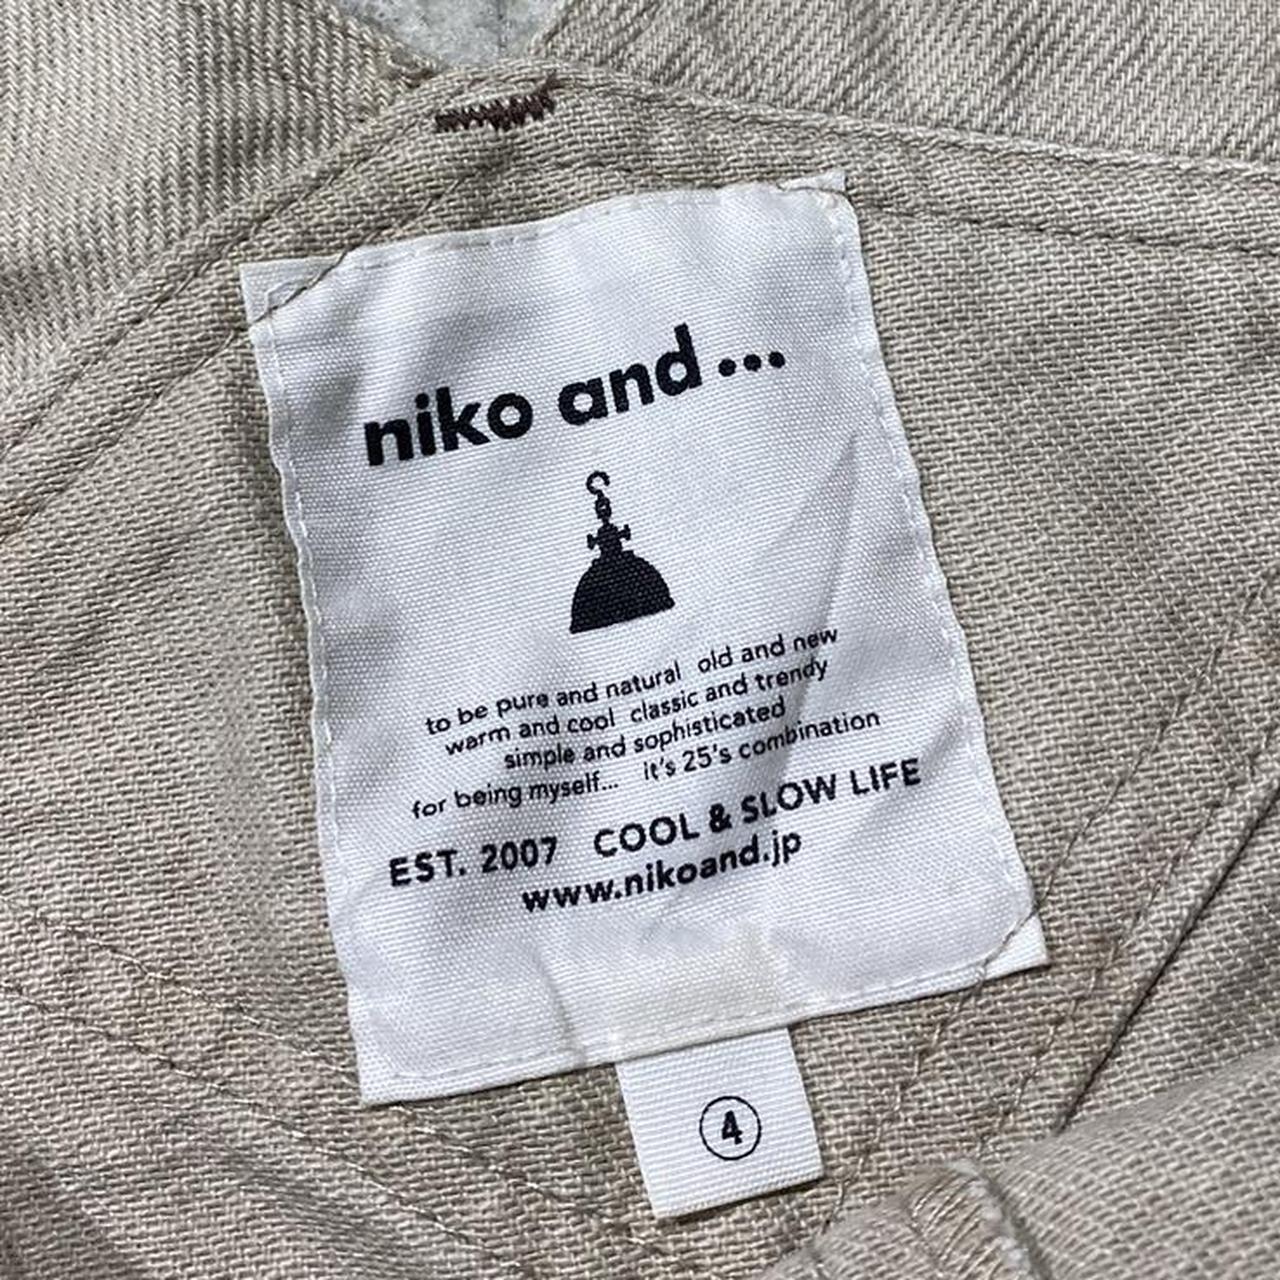 niko and...
to be pure and natural old and new
warm and cool classic and trendy
simple and sophisticated
for being myself... it's 25's combination
EST. 2007 COOL & SLOW LIFE
www.nikoand.jp
4